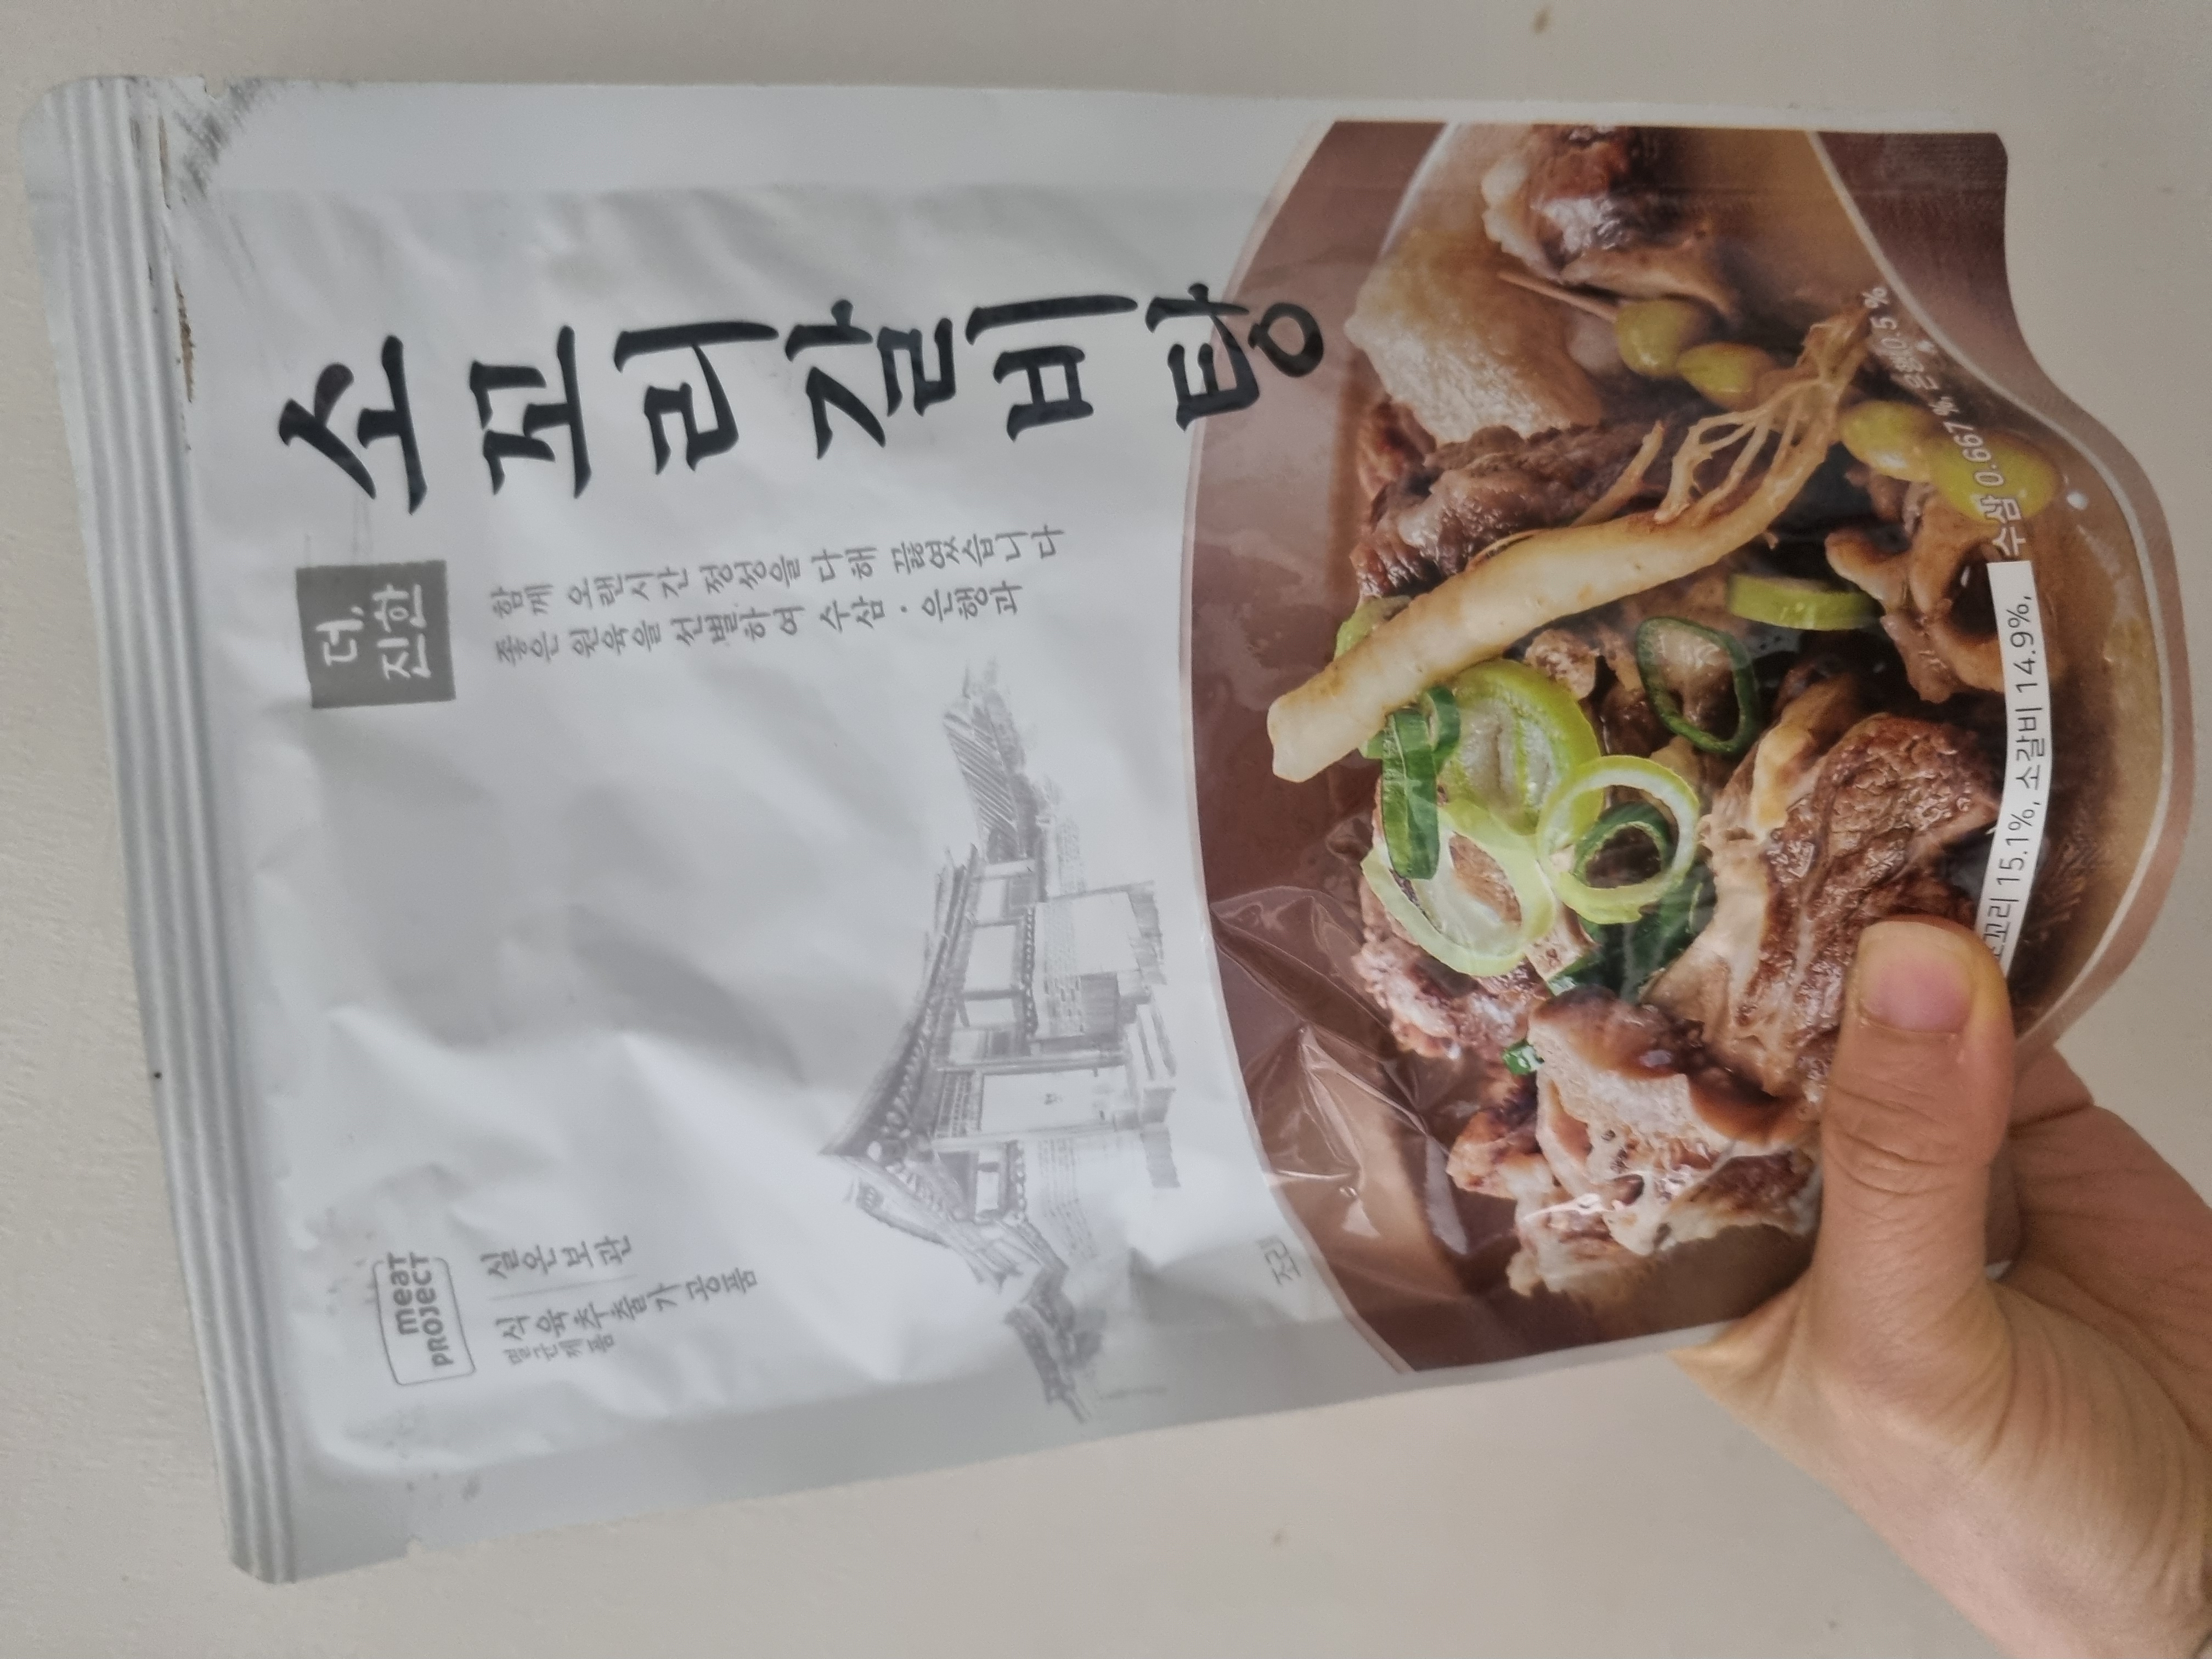 meat
PROJECT
실온보관
식육추출가공품
멸균제품
더,
진한
소꼬리갈비탕
좋은 원육을 선별하여 수삼·은행과
함께 오랜시간 정성을 다해 끓였습니다
꼬리 15.1%, 소갈비 14.9%,
수삼 0.667 %, 은행0.5 %